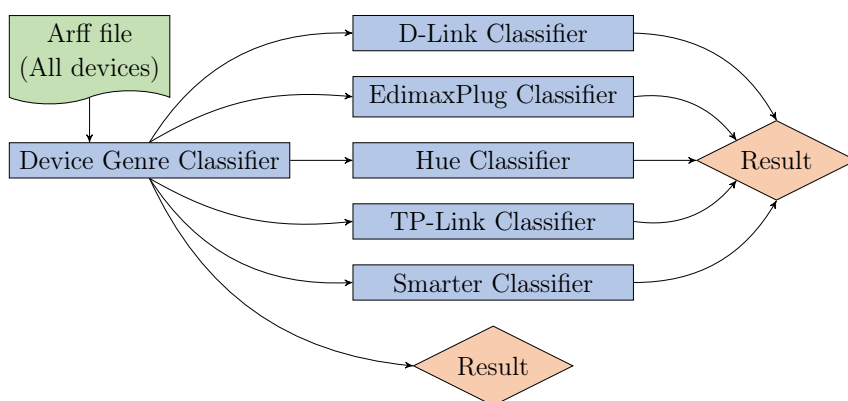 Arff file
(All devices)
Device Genre Classifier
D-Link Classifier
EdimaxPlug Classifier
Hue Classifier
TP-Link Classifier
Smarter Classifier
Result
Result